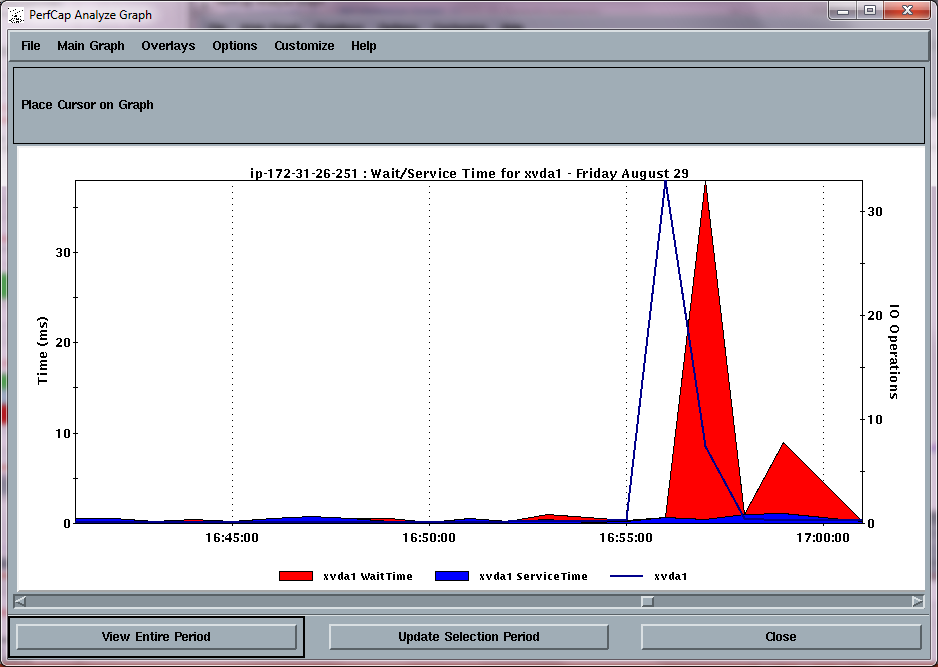 PerfCap Analyze Graph
File Main Graph Overlays Options Customize Help
Place Cursor on Graph
ip-172-31-26-251 : Wait/Service Time for xvda1 - Friday August 29
Time (ms)
30
20
10
0
30
20
10
0
IO Operations
16:45:00 16:50:00 16:55:00 17:00:00
xvda1 WaitTime xvda1 ServiceTime xvda1
View Entire Period Update Selection Period Close